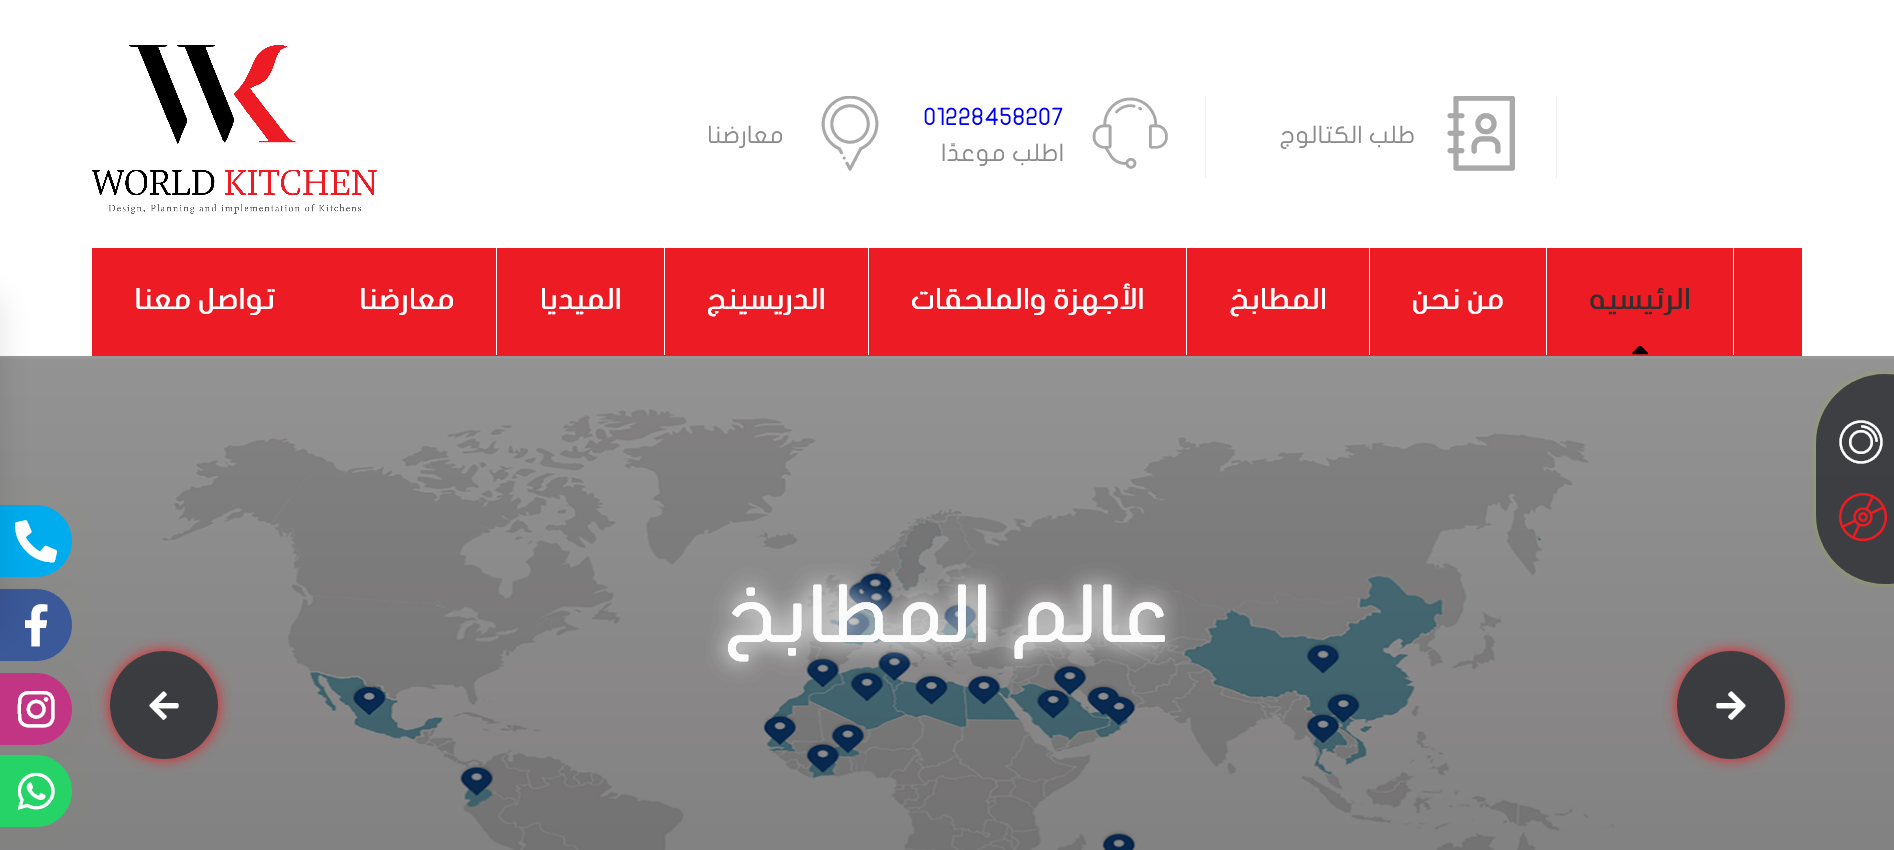 WORLD KITCHEN
Design, Planning and implementation of Kitchens
طلب الكتالوج
01228458207
اطلب موعدًا
معارضنا
الرئيسيه
من نحن
المطابخ
الأجهزة والملحقات
الدريسينج
الميديا
معارضنا
تواصل معنا
عالم المطابخ